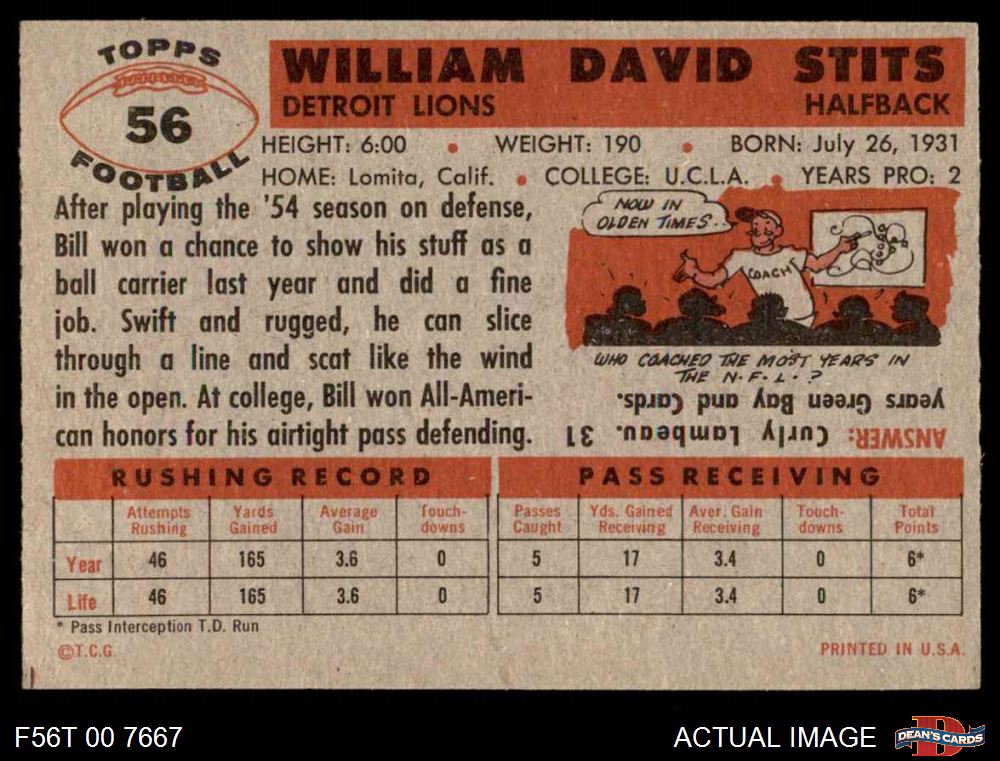 TOPPS
56
FOOTBALL
WILLIAM DAVID STITS
DETROIT LIONS HALFBACK
HEIGHT: 6:00 • WEIGHT: 190 • BORN: July 26, 1931
HOME: Lomita, Calif. • COLLEGE: U.C.L.A. • YEARS PRO: 2
After playing the '54 season on defense,
Bill won a chance to show his stuff as a
ball carrier last year and did a fine
job. Swift and rugged, he can slice
through a line and scat like the wind
in the open. At college, Bill won All-Ameri-
can honors for his airtight pass defending.
NOW IN
OLDEN TIMES...
COACH
WHO COACHED THE MOST YEARS IN
THE N.F.L.?
ANSWER: Curly Lambeau. 31
years Green Bay and Cards.
RUSHING RECORD
Attempts Rushing Yards Gained Average Gain Touch-downs
Year 46 165 3.6 0
Life 46 165 3.6 0
PASS RECEIVING
Passes Caught Yds. Gained Receiving Aver. Gain Receiving Touch-downs Total Points
5 17 3.4 0 6*
5 17 3.4 0 6*
* Pass Interception T.D. Run
©T.C.G. PRINTED IN U.S.A.
F56T 00 7667 ACTUAL IMAGE DEAN'S CARDS